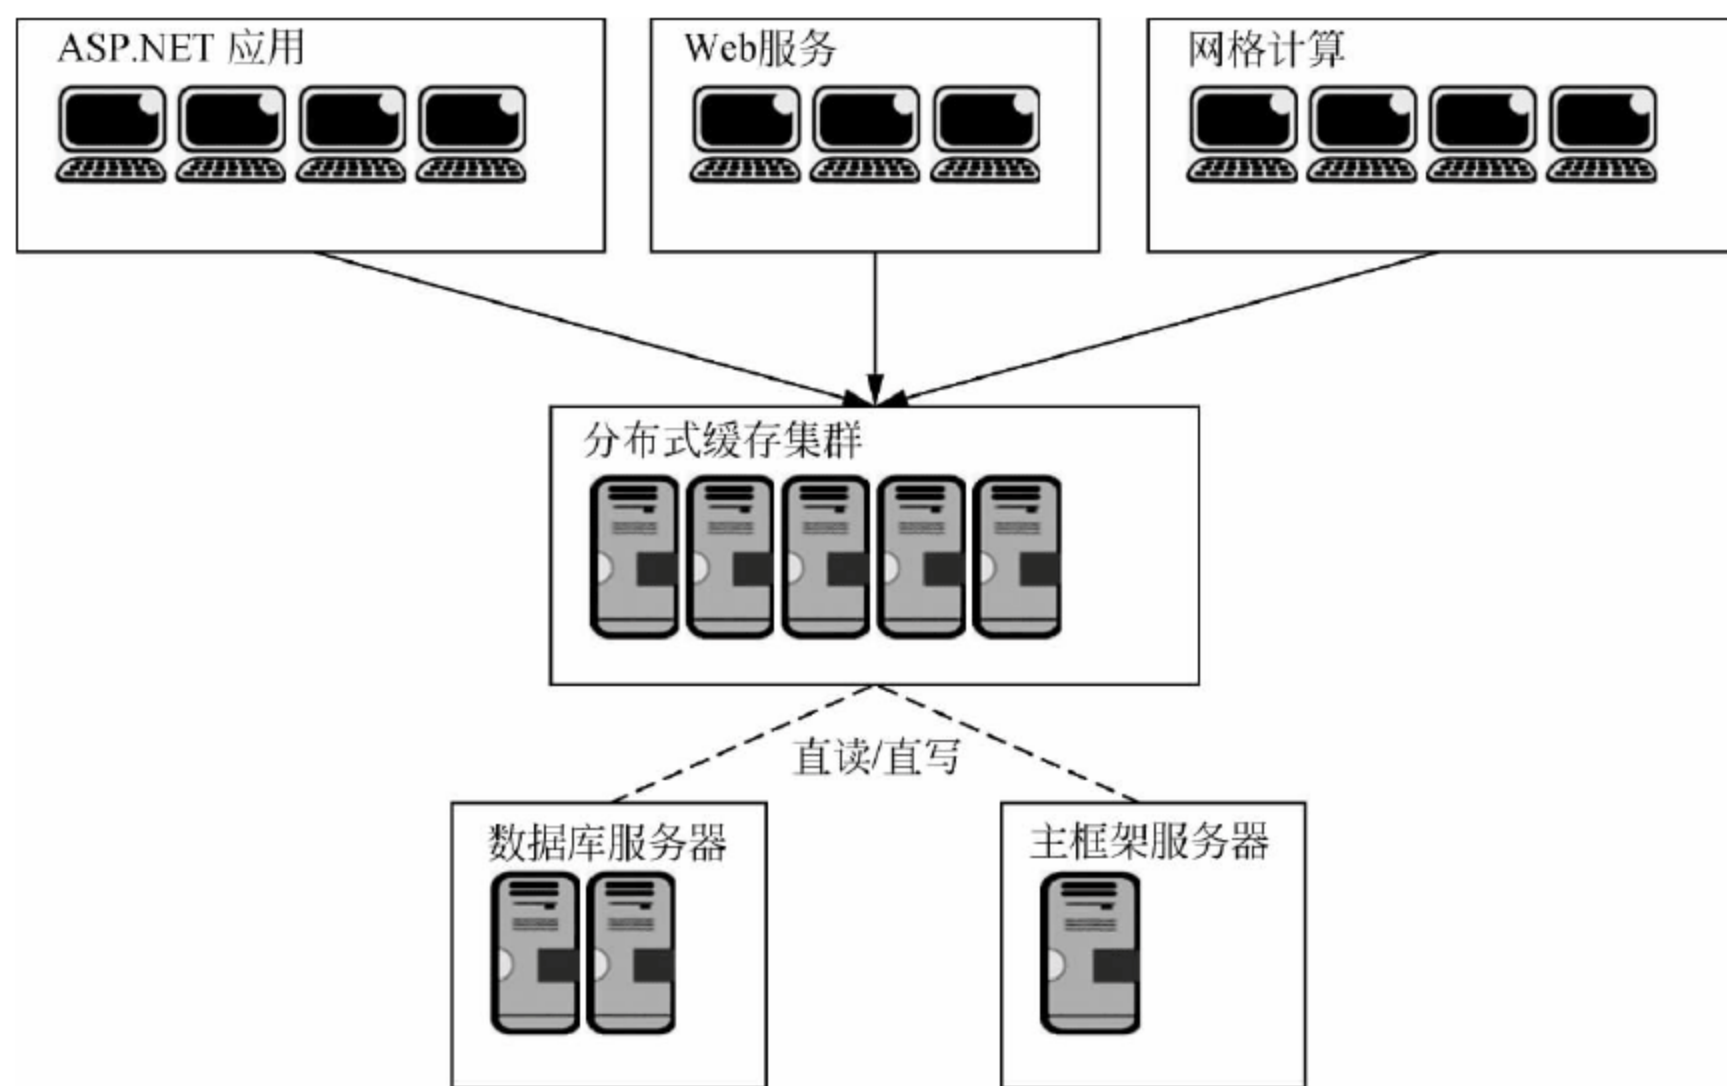 ASP.NET 应用
Web服务
网格计算
分布式缓存集群
直读/直写
数据库服务器
主框架服务器